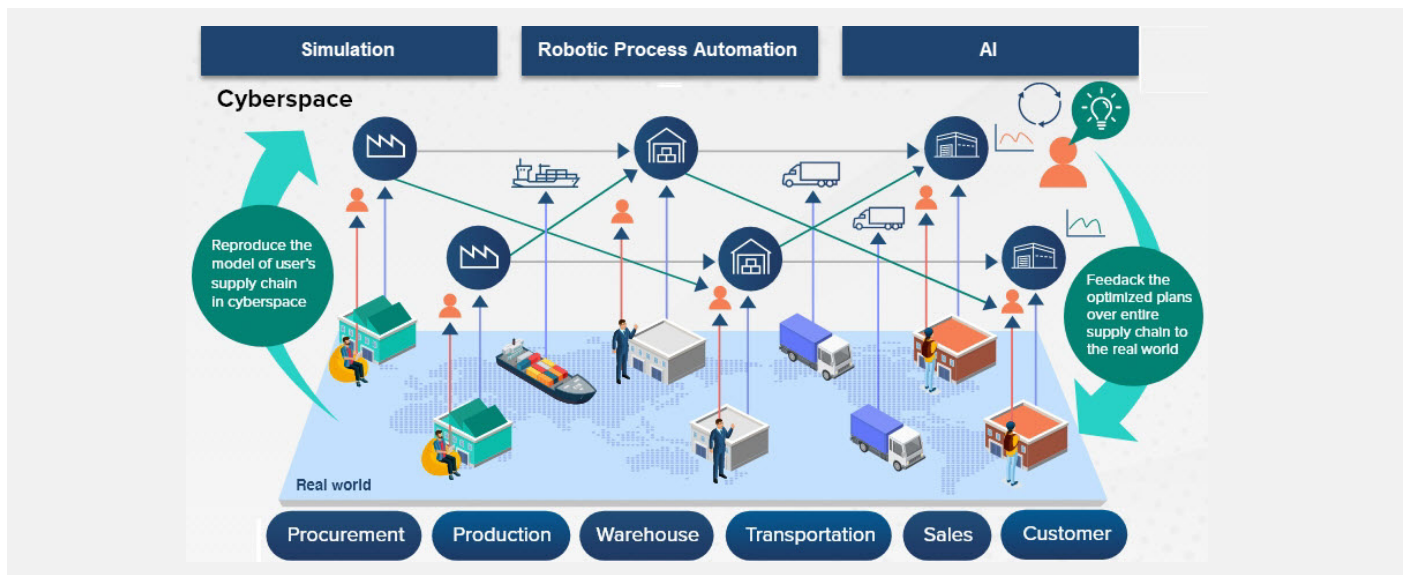 Simulation
Robotic Process Automation
AI
Cyberspace
Reproduce the
model of user's
supply chain
in cyberspace
Feedack the
optimized plans
over entire
supply chain to
the real world
Real world
Procurement
Production
Warehouse
Transportation
Sales
Customer